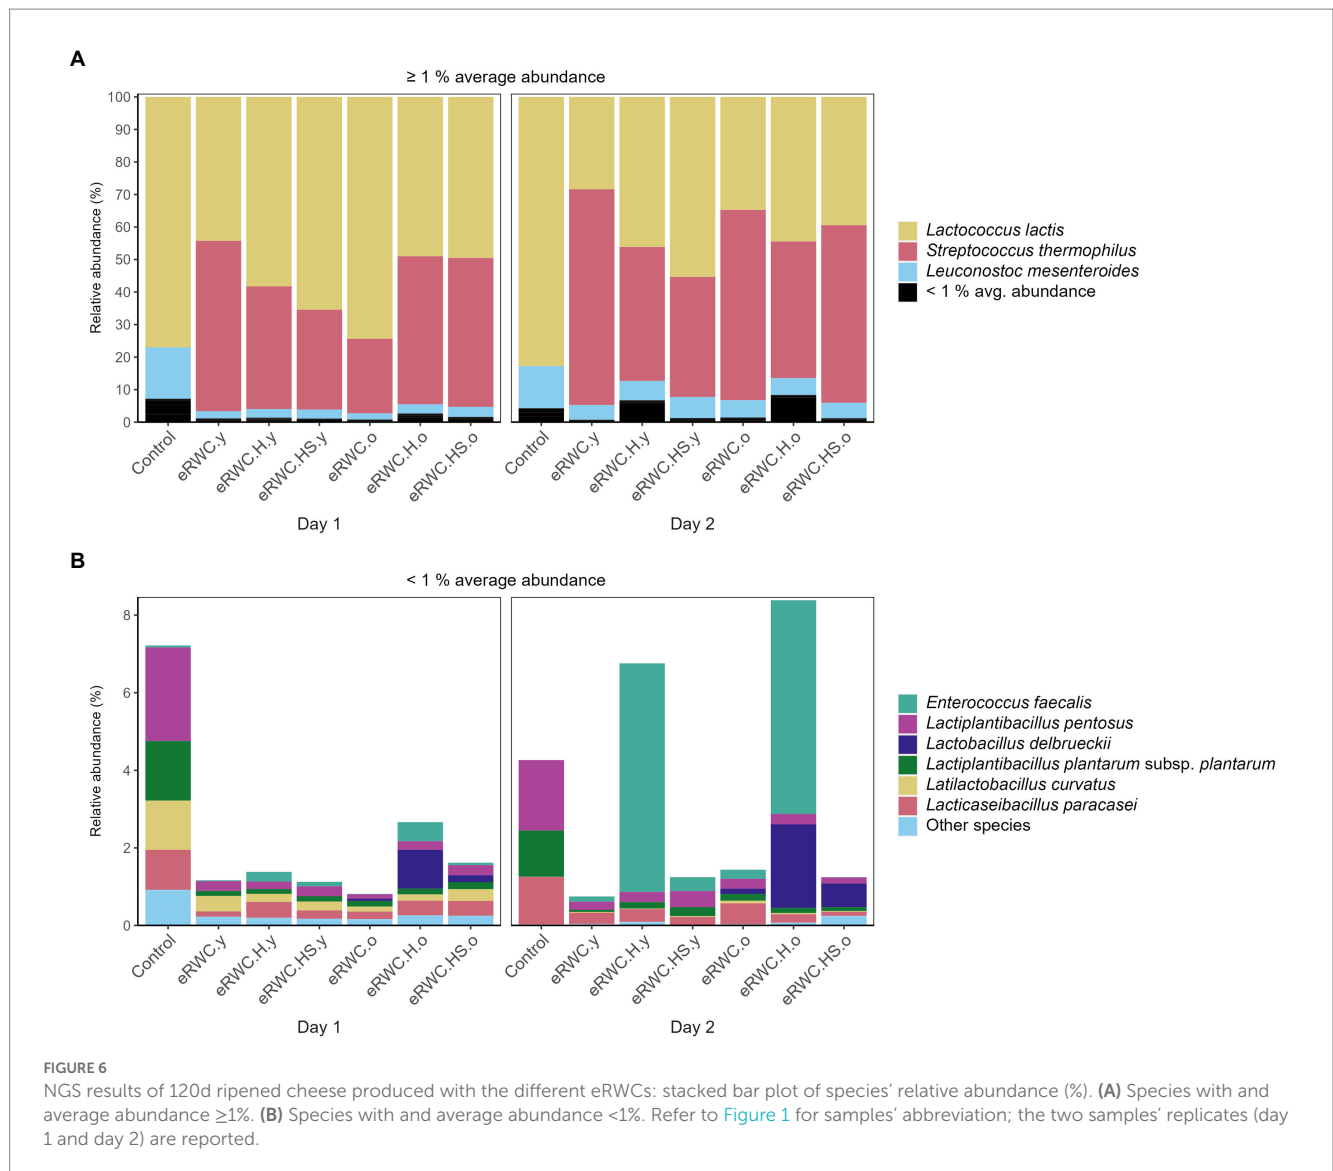 A
≥ 1 % average abundance
Relative abundance (%)
100
90
80
70
60
50
40
30
20
10
0
Control
eRWC.y
eRWC.H.y
eRWC.HS.y
eRWC.o
eRWC.H.o
eRWC.HS.o
Day 1
Control
eRWC.y
eRWC.H.y
eRWC.HS.y
eRWC.o
eRWC.H.o
eRWC.HS.o
Day 2
Lactococcus lactis
Streptococcus thermophilus
Leuconostoc mesenteroides
< 1 % avg. abundance
B
< 1 % average abundance
Relative abundance (%)
8
6
4
2
0
Control
eRWC.y
eRWC.H.y
eRWC.HS.y
eRWC.o
eRWC.H.o
eRWC.HS.o
Day 1
Control
eRWC.y
eRWC.H.y
eRWC.HS.y
eRWC.o
eRWC.H.o
eRWC.HS.o
Day 2
Enterococcus faecalis
Lactiplantibacillus pentosus
Lactobacillus delbrueckii
Lactiplantibacillus plantarum subsp. plantarum
Latilactobacillus curvatus
Lacticaseibacillus paracasei
Other species
FIGURE 6
NGS results of 120d ripened cheese produced with the different eRWCs: stacked bar plot of species' relative abundance (%). (A) Species with and
average abundance ≥1%. (B) Species with and average abundance <1%. Refer to Figure 1 for samples' abbreviation; the two samples' replicates (day
1 and day 2) are reported.